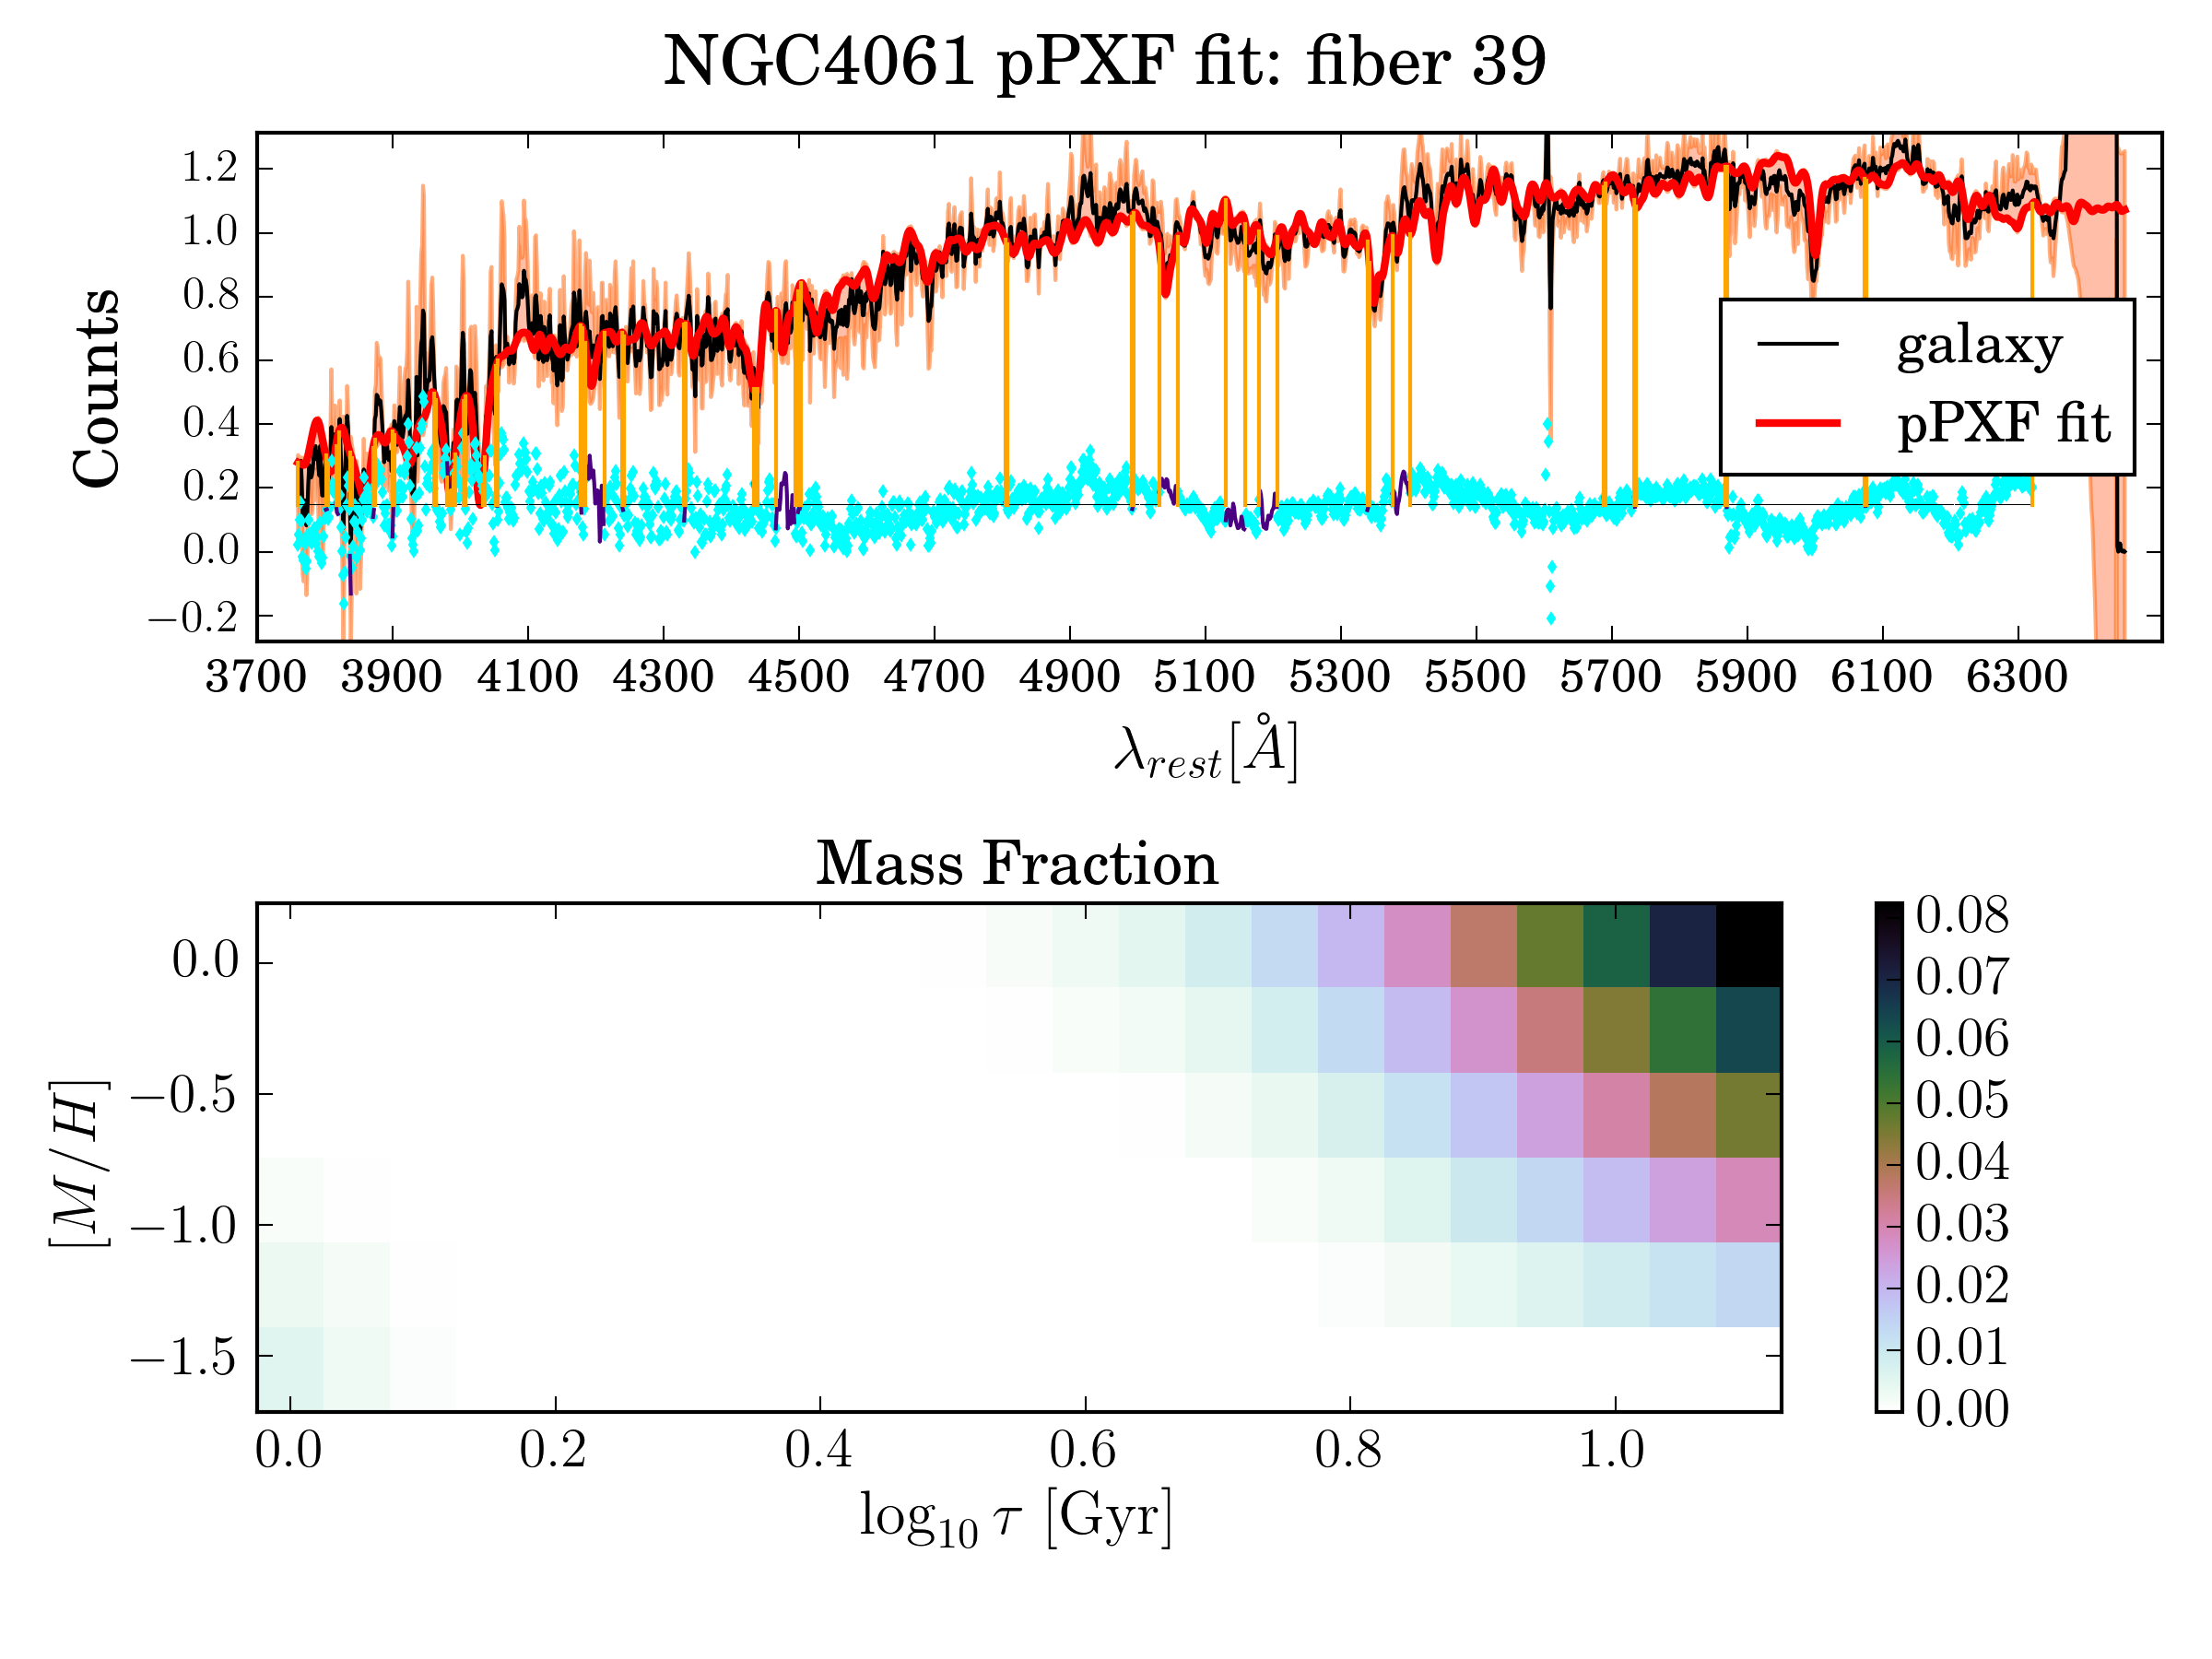 NGC4061 pPXF fit: fiber 39
Counts
1.2
1.0
0.8
0.6
0.4
0.2
0.0
−0.2
galaxy
pPXF fit
3700 3900 4100 4300 4500 4700 4900 5100 5300 5500 5700 5900 6100 6300
λrest[Å]
Mass Fraction
[M/H]
0.0
−0.5
−1.0
−1.5
0.0 0.2 0.4 0.6 0.8 1.0
log10 τ [Gyr]
0.08
0.07
0.06
0.05
0.04
0.03
0.02
0.01
0.00